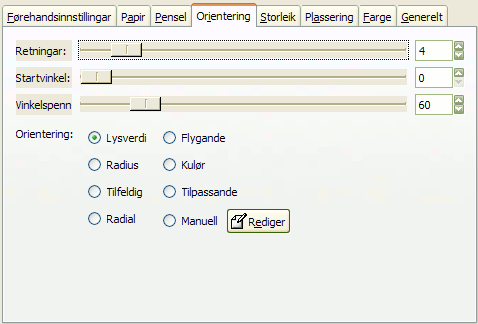 Førehandsinnstillingar Papir Pensel Orientering Storleik Plassering Farge Generelt
Retningar: 4
Startvinkel: 0
Vinkelspenn 60
Orientering: Lysverdi Flygande
Radius Kulør
Tilfeldig Tilpassande
Radial Manuell Rediger